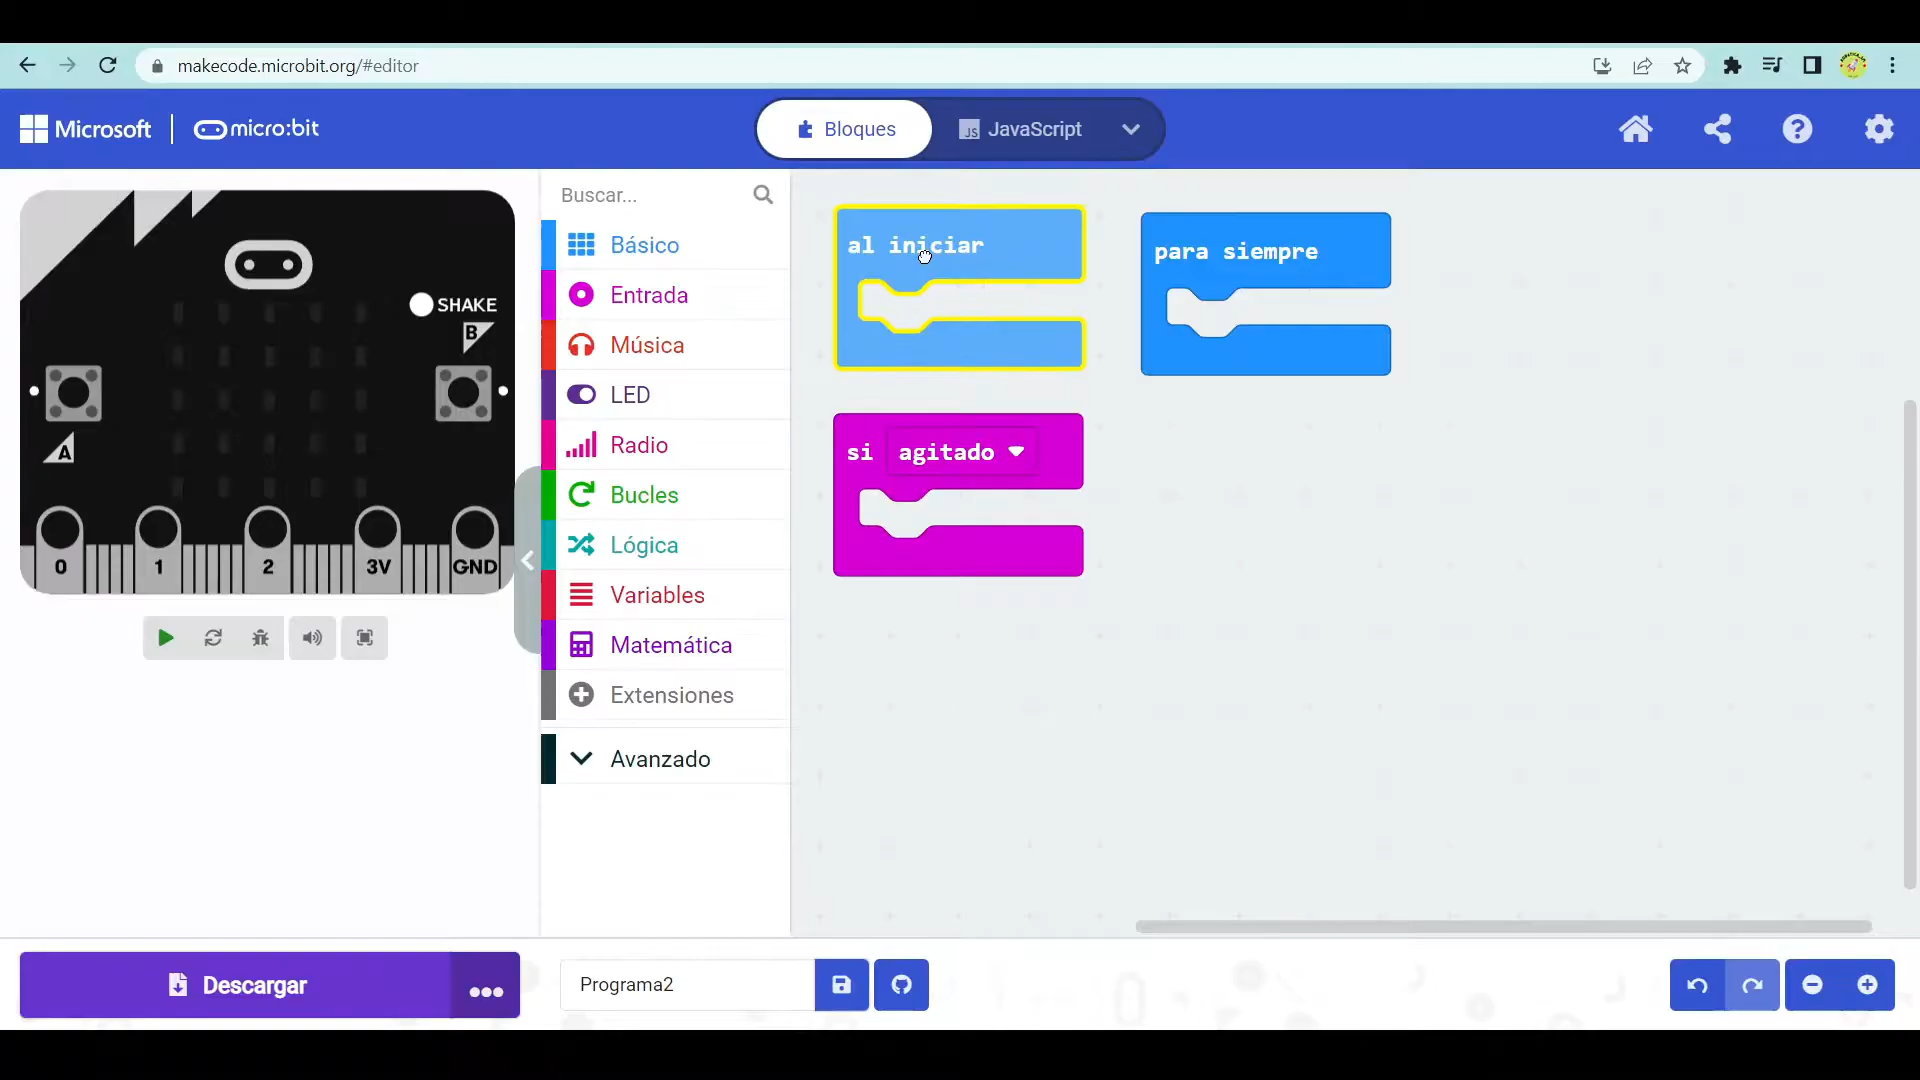 makecode.microbit.org/#editor
Microsoft
micro:bit
Bloques
JS
JavaScript
SHAKE
B
A
0
1
2
3V
GND
Buscar...
Básico
Entrada
Música
LED
Radio
Bucles
Lógica
Variables
Matemática
Extensiones
Avanzado
al iniciar
para siempre
si agitado
Descargar
Programa2